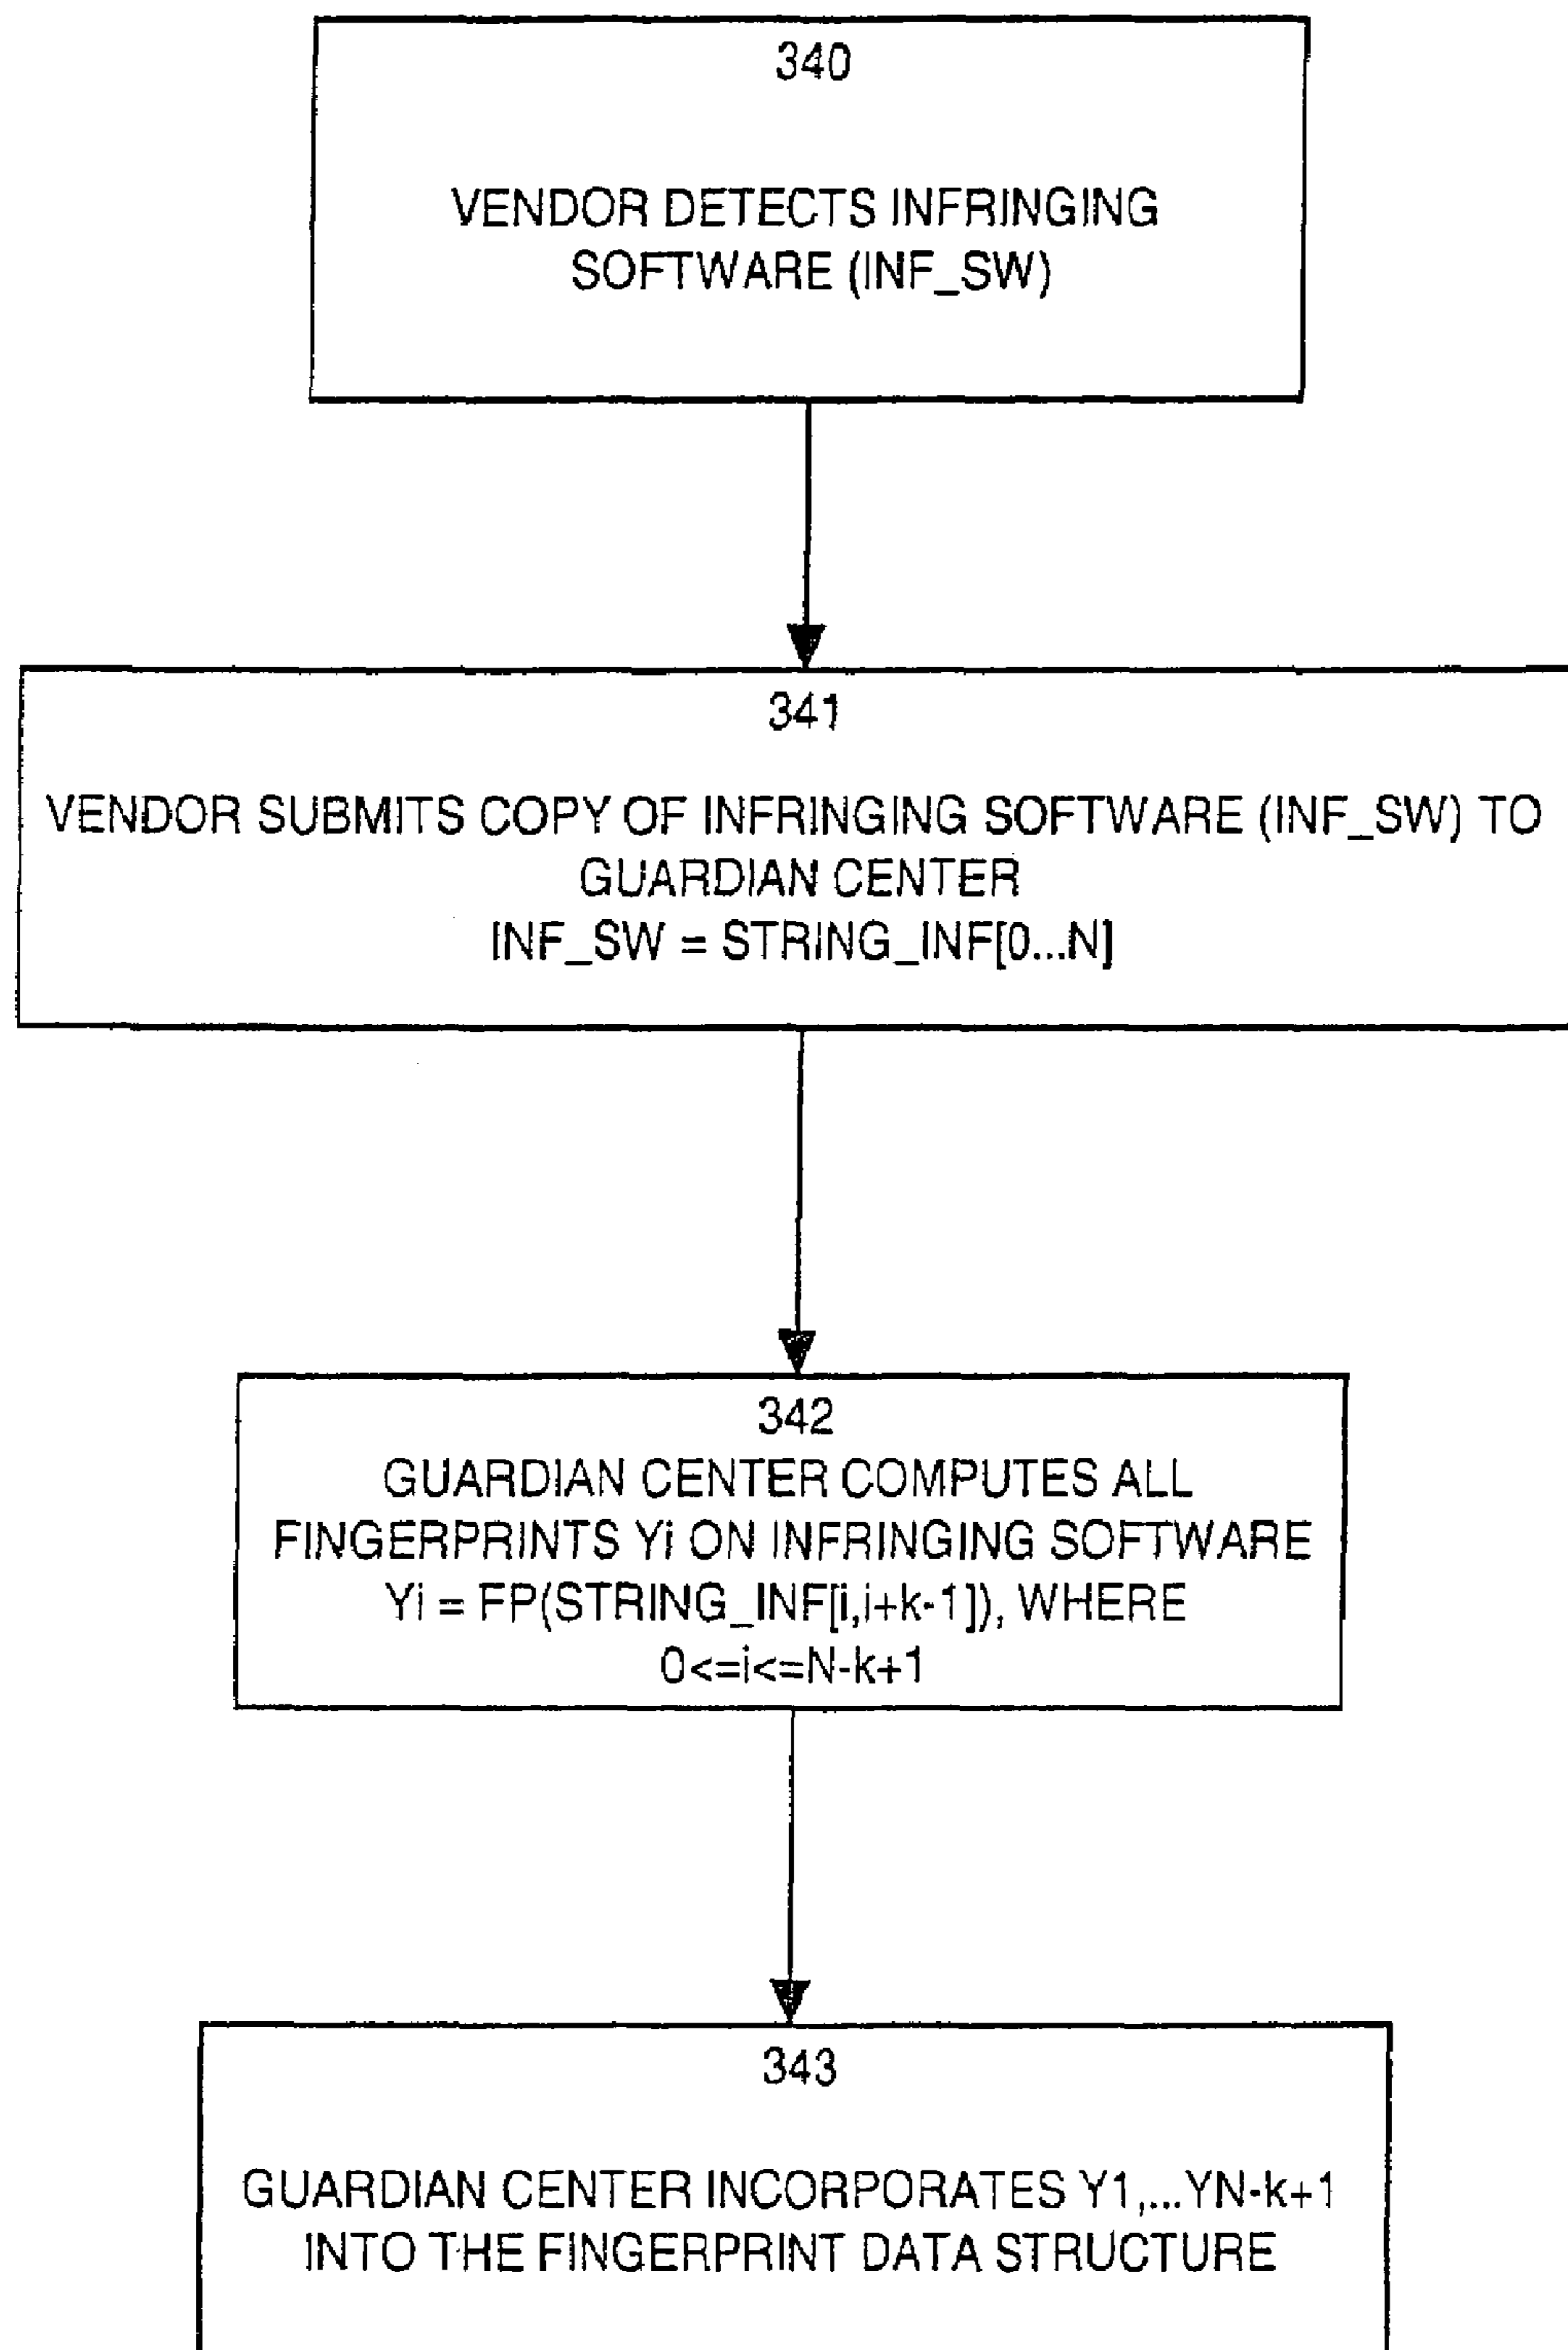 340
VENDOR DETECTS INFRINGING
SOFTWARE (INF_SW)
341
VENDOR SUBMITS COPY OF INFRINGING SOFTWARE (INF_SW) TO
GUARDIAN CENTER
INF_SW = STRING_INF[0...N]
342
GUARDIAN CENTER COMPUTES ALL
FINGERPRINTS Yi ON INFRINGING SOFTWARE
Yi = FP(STRING_INF[i,i+k-1]), WHERE
0<=i<=N-k+1
343
GUARDIAN CENTER INCORPORATES Y1,...YN-k+1
INTO THE FINGERPRINT DATA STRUCTURE